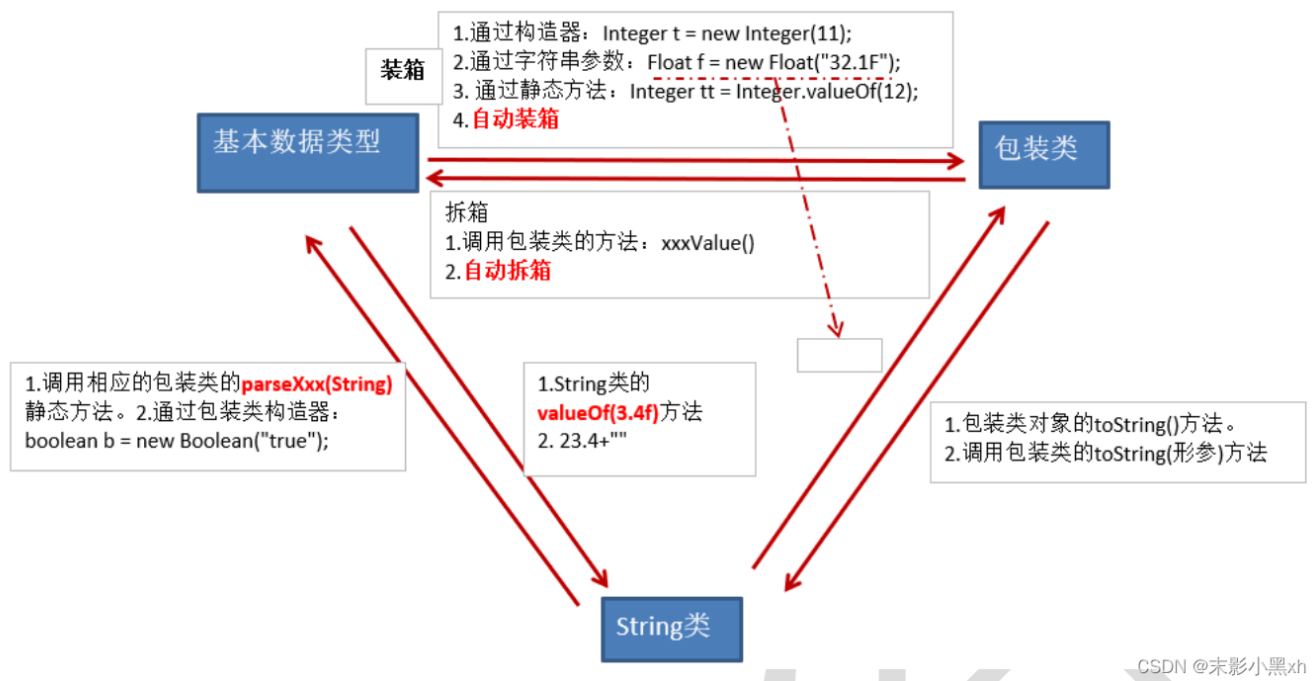 装箱
1.通过构造器：Integer t = new Integer(11);
2.通过字符串参数：Float f = new Float("32.1F");
3. 通过静态方法：Integer tt = Integer.valueOf(12);
4.自动装箱
基本数据类型
包装类
拆箱
1.调用包装类的方法：xxxValue()
2.自动拆箱
1.调用相应的包装类的parseXxx(String)
静态方法。2.通过包装类构造器：
boolean b = new Boolean("true");
1.String类的
valueOf(3.4f)方法
2. 23.4+""
1.包装类对象的toString()方法。
2.调用包装类的toString(形参)方法
String类
CSDN @末影小黑xh